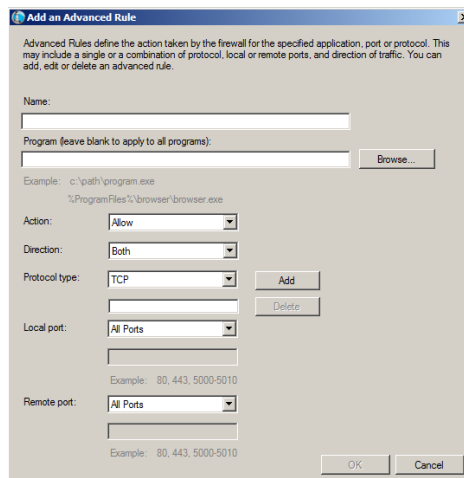 Add an Advanced Rule
Advanced Rules define the action taken by the firewall for the specified application, port or protocol. This
may include a single or a combination of protocol, local or remote ports, and direction of traffic. You can
add, edit or delete an advanced rule.
Name:
Program (leave blank to apply to all programs):
Browse...
Example: c:\path\program.exe
%ProgramFiles%\browser\browser.exe
Action: Allow
Direction: Both
Protocol type: TCP Add
Delete
Local port: All Ports
Example: 80, 443, 5000-5010
Remote port: All Ports
Example: 80, 443, 5000-5010
OK Cancel